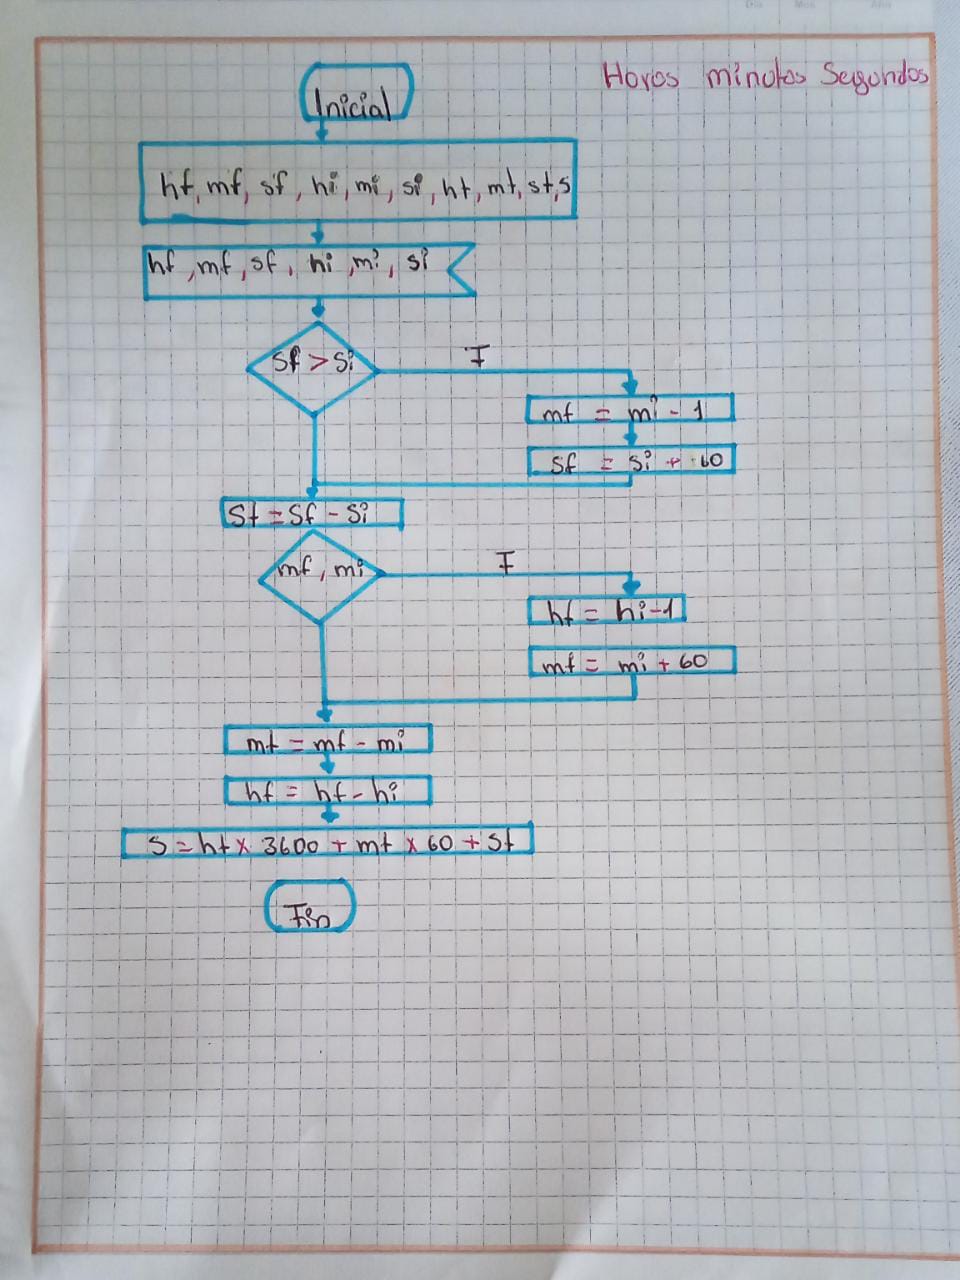 Dia Mes Año
Horas minutos Segundos
Inicial
hf, mf, sf, hi, mi, si, ht, mt, st, s
hf, mf, sf, hi, mi, si
Sf > Si
F
mf = mi - 1
Sf = Si + 60
St = Sf - Si
mf, mi
F
hf = hi - 1
mf = mi + 60
mt = mf - mi
hf = hf - hi
S = ht x 3600 + mt x 60 + St
Fin